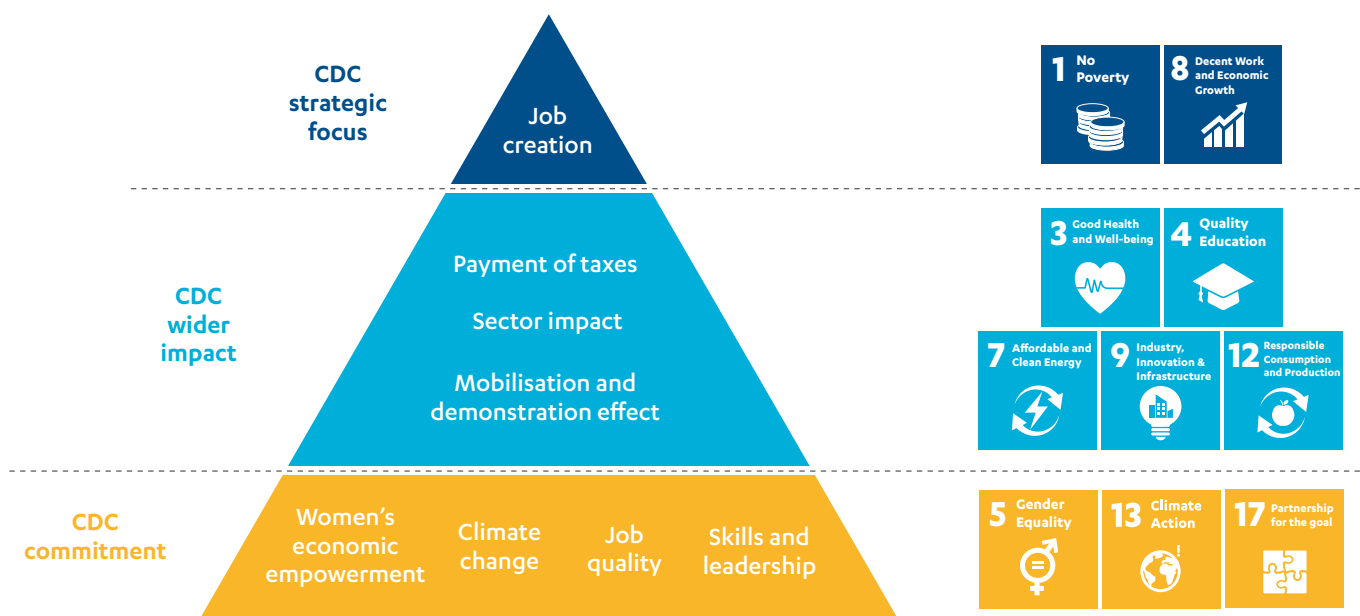 CDC
strategic
focus
Job
creation
1 No
Poverty
8 Decent Work
and Economic
Growth
CDC
wider
impact
Payment of taxes
Sector impact
Mobilisation and
demonstration effect
3 Good Health
and Well-being
4 Quality
Education
7 Affordable and
Clean Energy
9 Industry,
Innovation &
Infrastructure
12 Responsible
Consumption
and Production
CDC
commitment
Women's
economic
empowerment
Climate
change
Job
quality
Skills and
leadership
5 Gender
Equality
13 Climate
Action
17 Partnership
for the goal